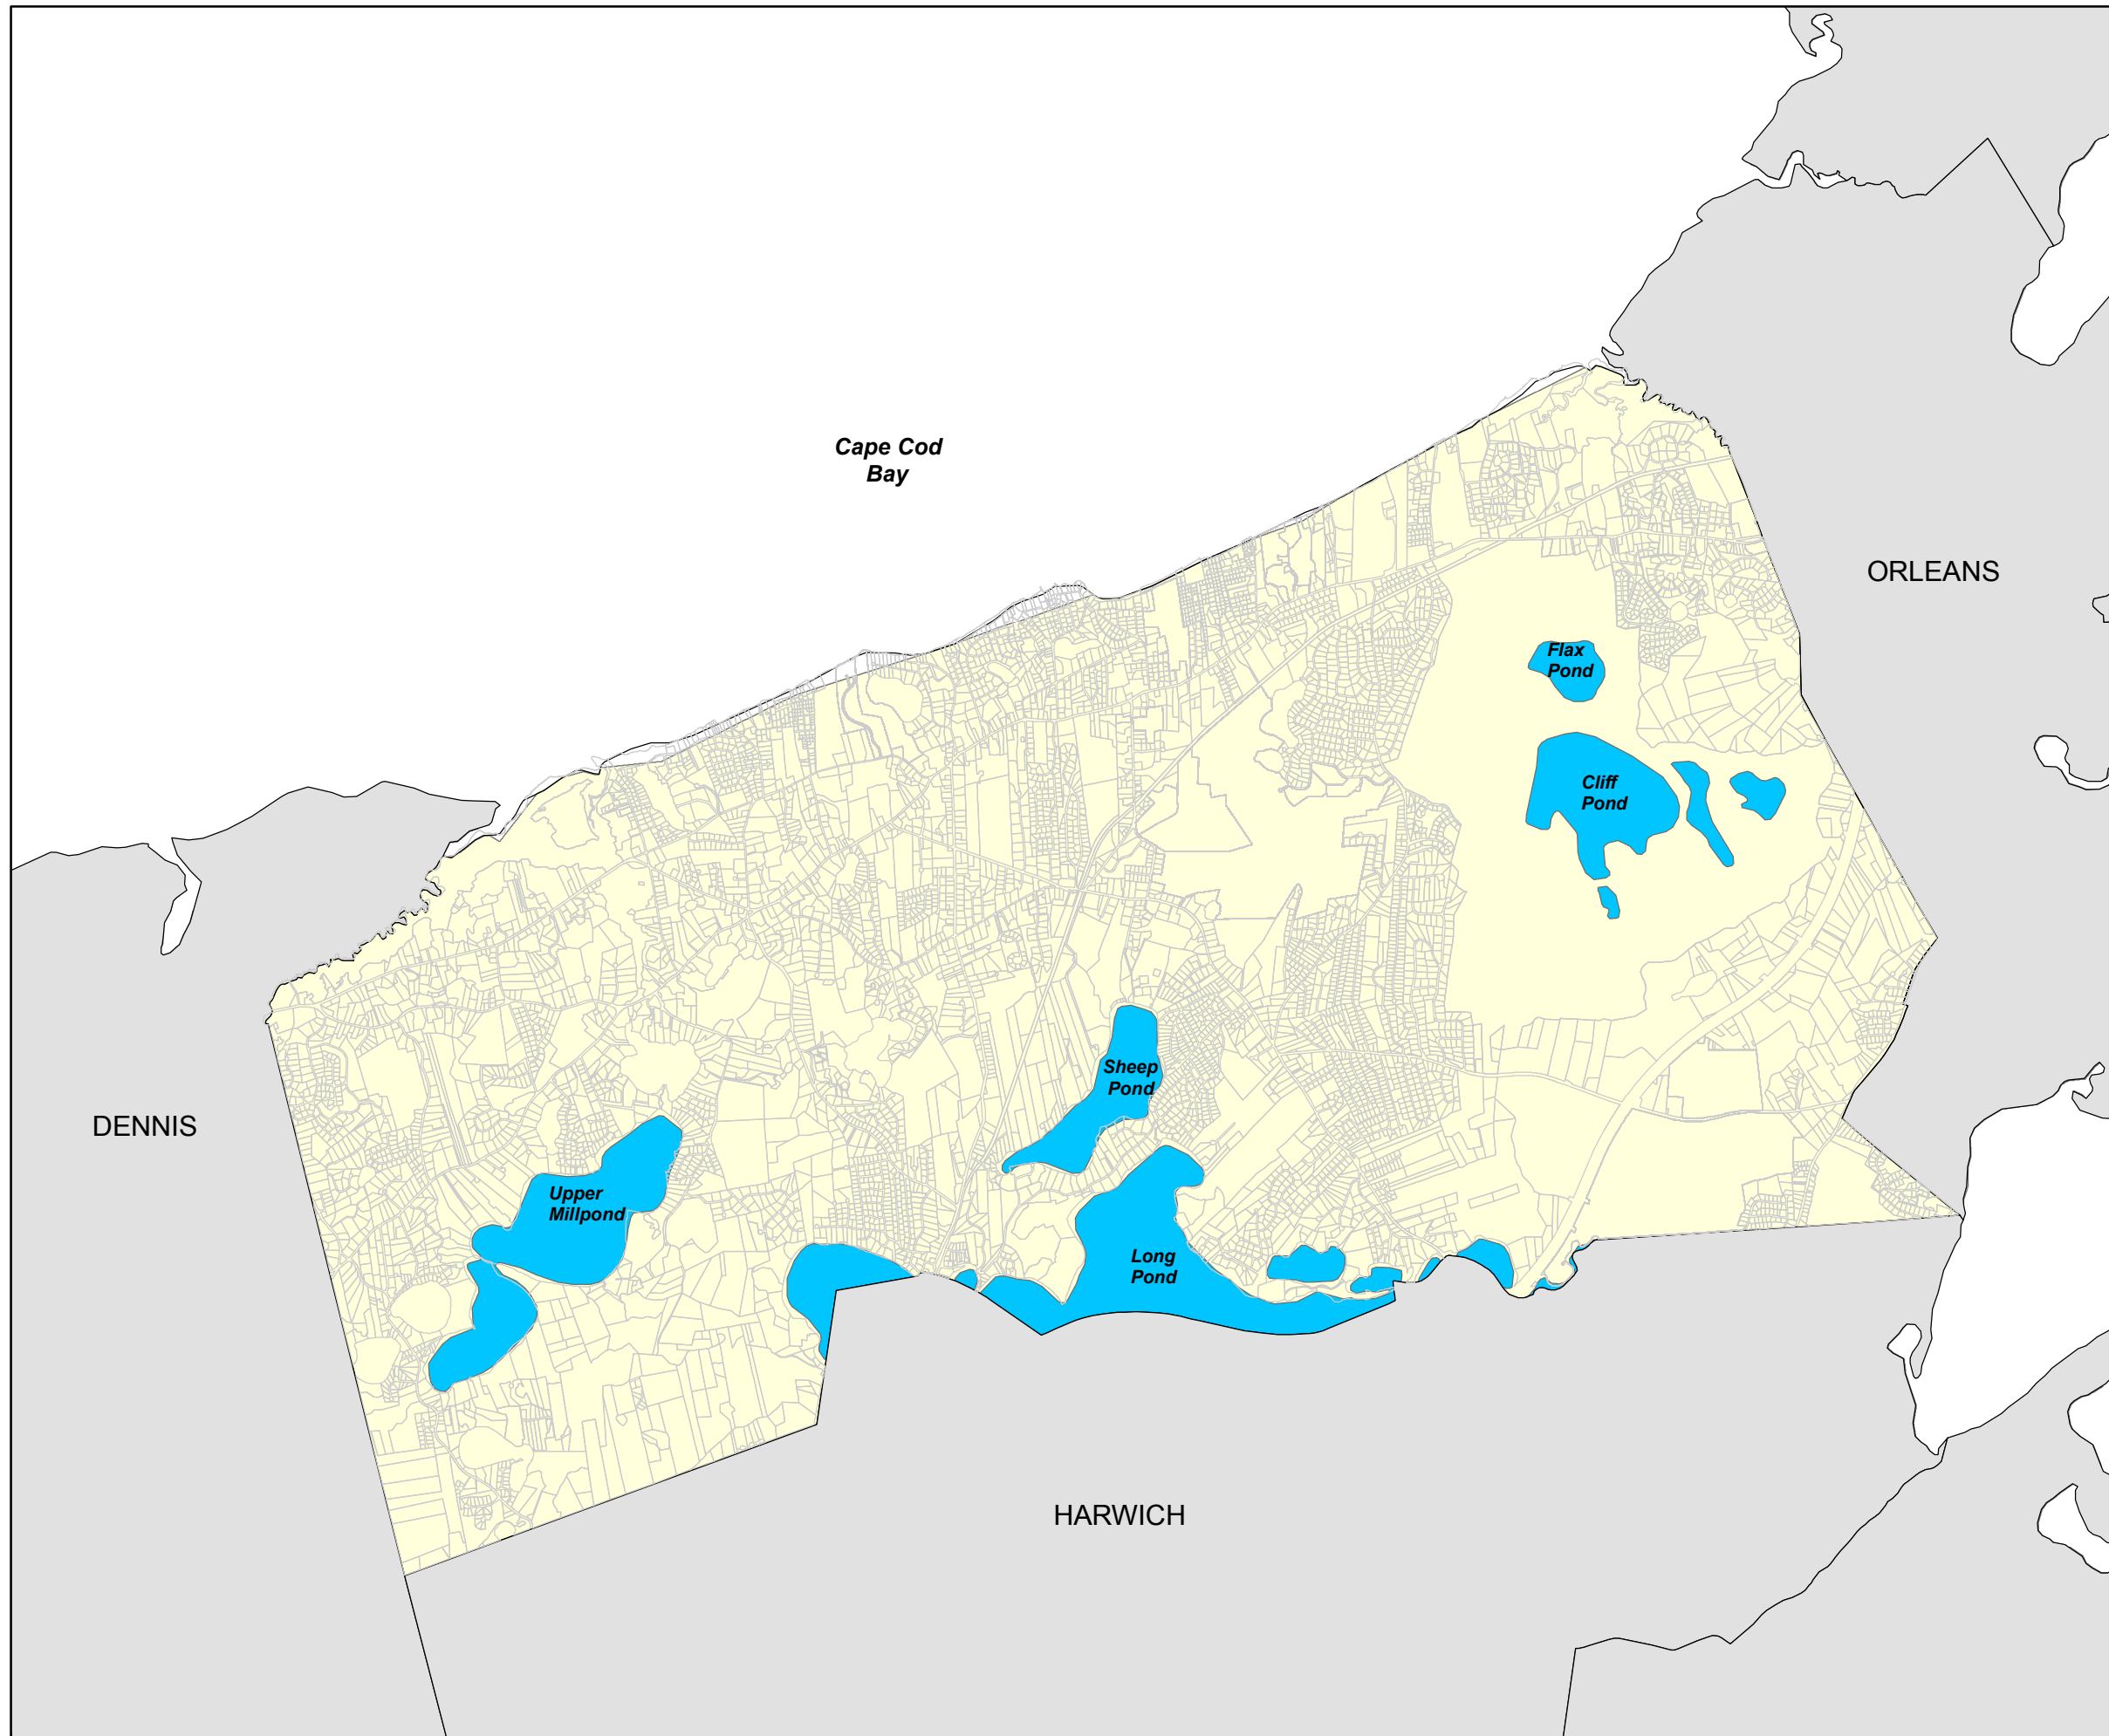 Cape Cod
Bay
ORLEANS
Flax
Pond
Cliff
Pond
Sheep
Pond
DENNIS
Upper
Millpond
Long
Pond
HARWICH